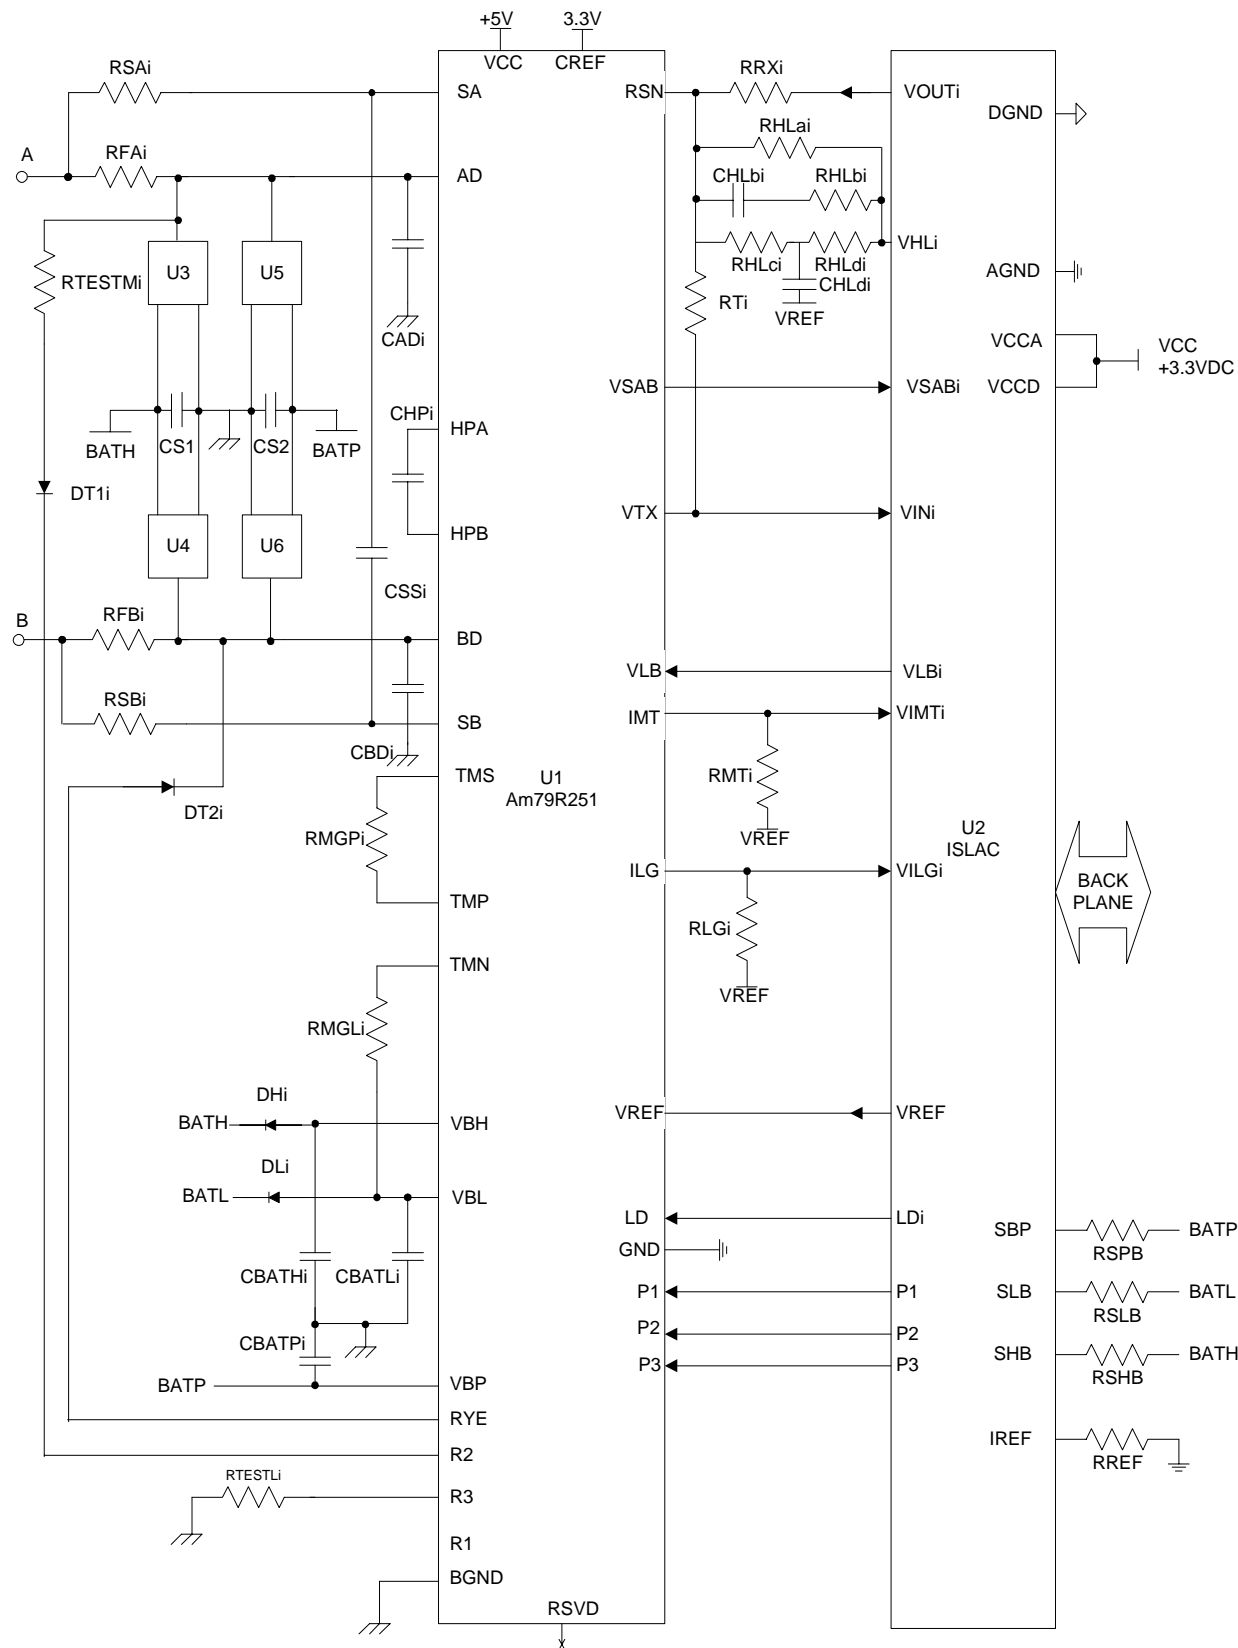 +5V
3.3V
VCC
CREF
RSAi
SA
RSN
RRXi
VOUTi
DGND
RHLai
A
RFAi
AD
CHLbi
RHLbi
VHLi
U3
U5
RTESTMi
RHLci
RHLdi
CHLdi
AGND
RTi
VREF
CADi
VCCA
VCC
+3.3VDC
VSAB
VSABi
VCCD
CHPi
HPA
BATH
CS1
CS2
BATP
DT1i
VTX
VINi
HPB
U4
U6
CSSi
B
RFBi
BD
VLB
VLBi
RSBi
SB
IMT
VIMTi
CBDi
TMS
U1
Am79R251
RMTi
DT2i
U2
ISLAC
RMGPi
VREF
ILG
VILGi
BACK
PLANE
TMP
RLGi
TMN
VREF
RMGLi
DHi
BATH
VBH
VREF
VREF
DLi
BATL
VBL
LD
LDi
SBP
BATP
GND
RSPB
CBATHi
CBATLi
P1
P1
SLB
BATL
RSLB
CBATPi
P2
P2
SHB
BATH
P3
P3
RSHB
BATP
VBP
RYE
IREF
R2
RREF
RTESTLi
R3
R1
BGND
RSVD